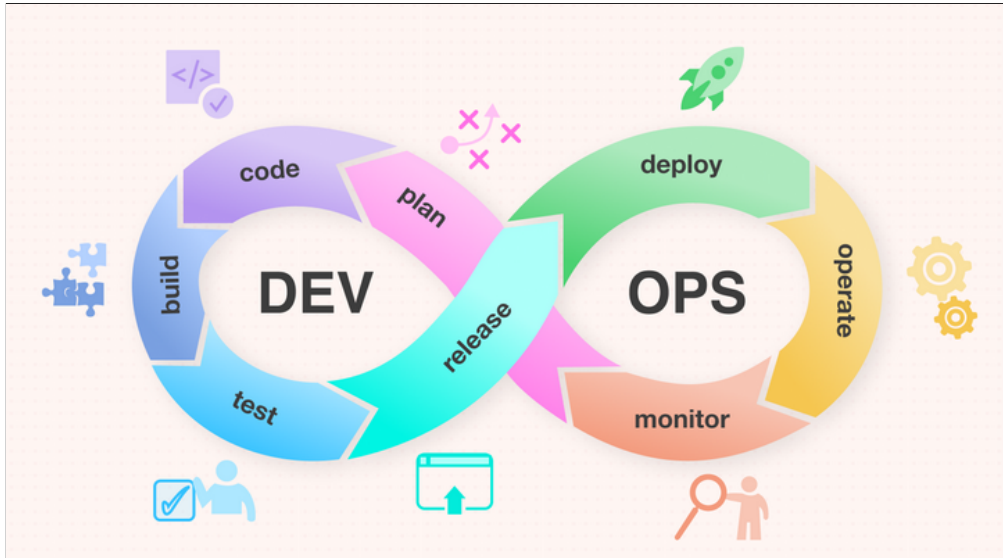 code
plan
build
DEV
test
release
deploy
OPS
operate
monitor
</>